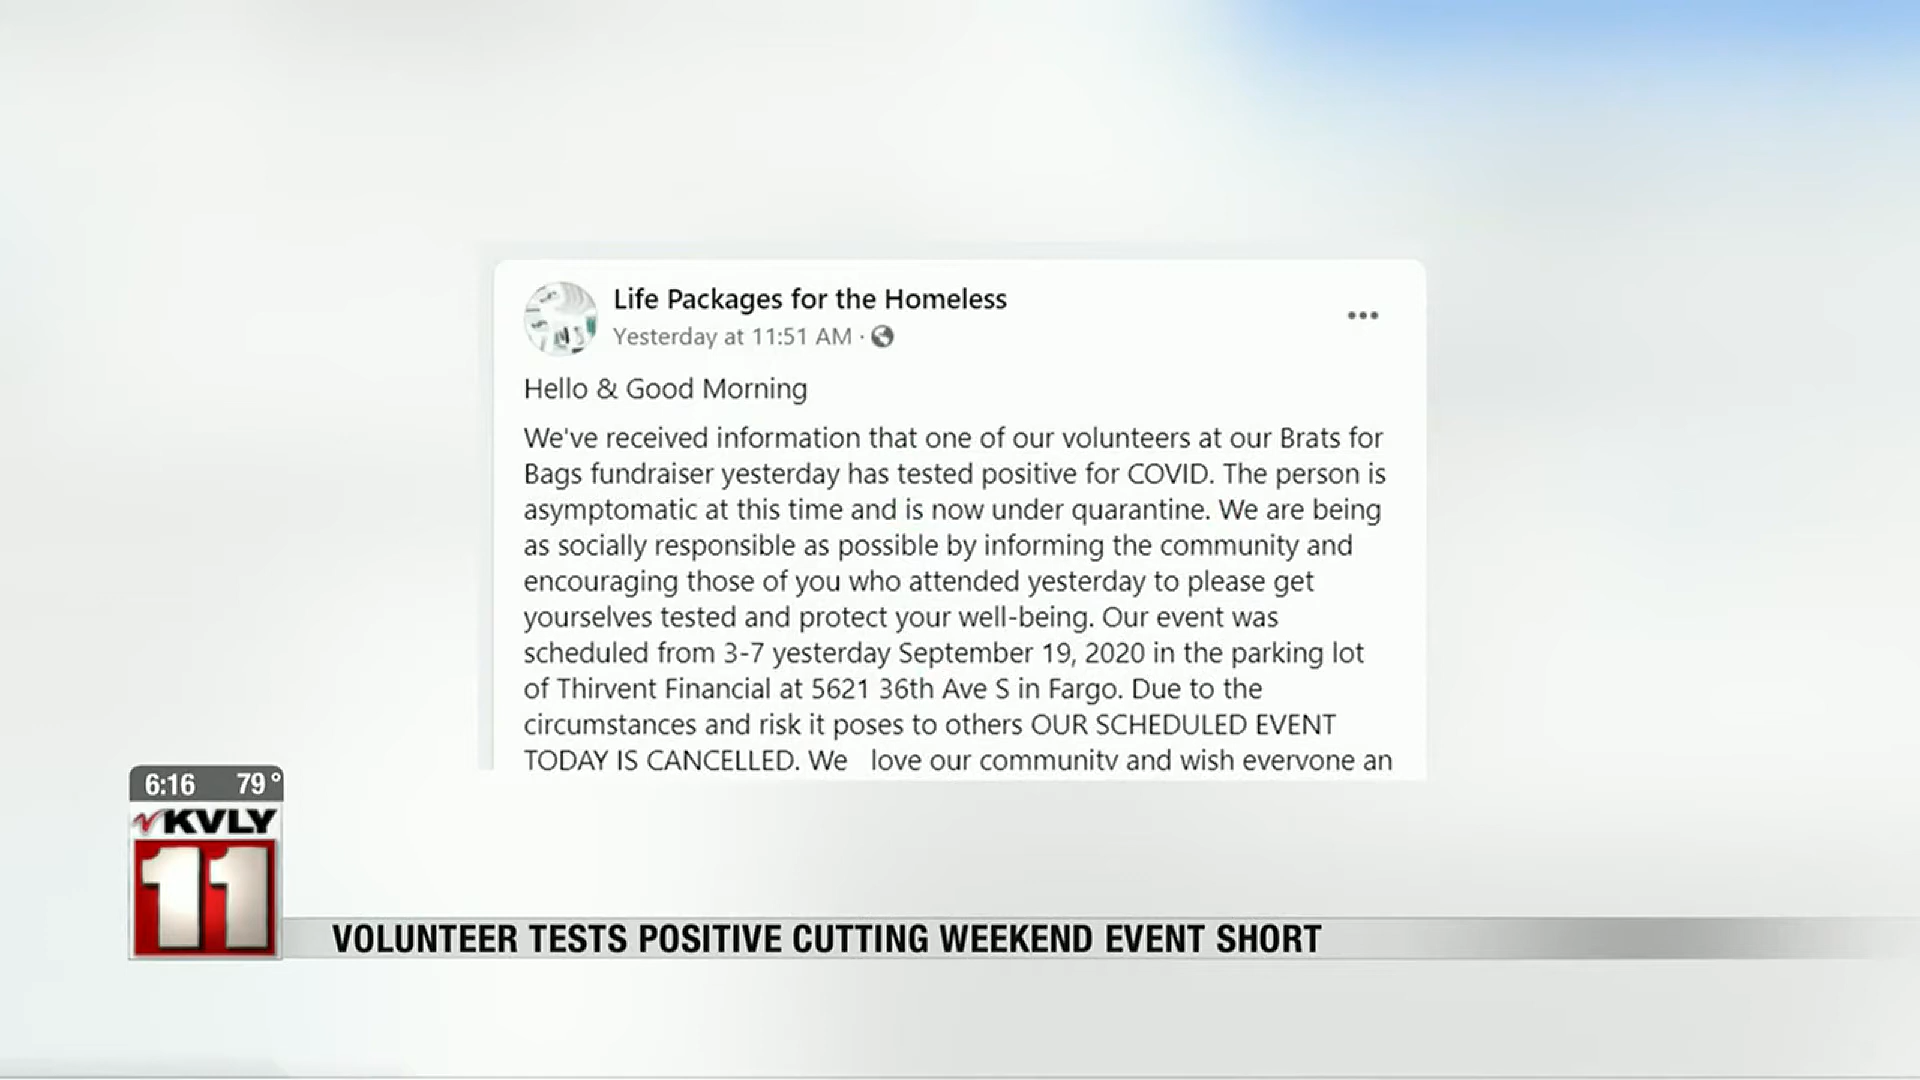 Life Packages for the Homeless
Yesterday at 11:51 AM ·
Hello & Good Morning
We've received information that one of our volunteers at our Brats for
Bags fundraiser yesterday has tested positive for COVID. The person is
asymptomatic at this time and is now under quarantine. We are being
as socially responsible as possible by informing the community and
encouraging those of you who attended yesterday to please get
yourselves tested and protect your well-being. Our event was
scheduled from 3-7 yesterday September 19, 2020 in the parking lot
of Thirvent Financial at 5621 36th Ave S in Fargo. Due to the
circumstances and risk it poses to others OUR SCHEDULED EVENT
TODAY IS CANCELLED. We love our community and wish everyone an
6:16 79°
KVLY
11
VOLUNTEER TESTS POSITIVE CUTTING WEEKEND EVENT SHORT